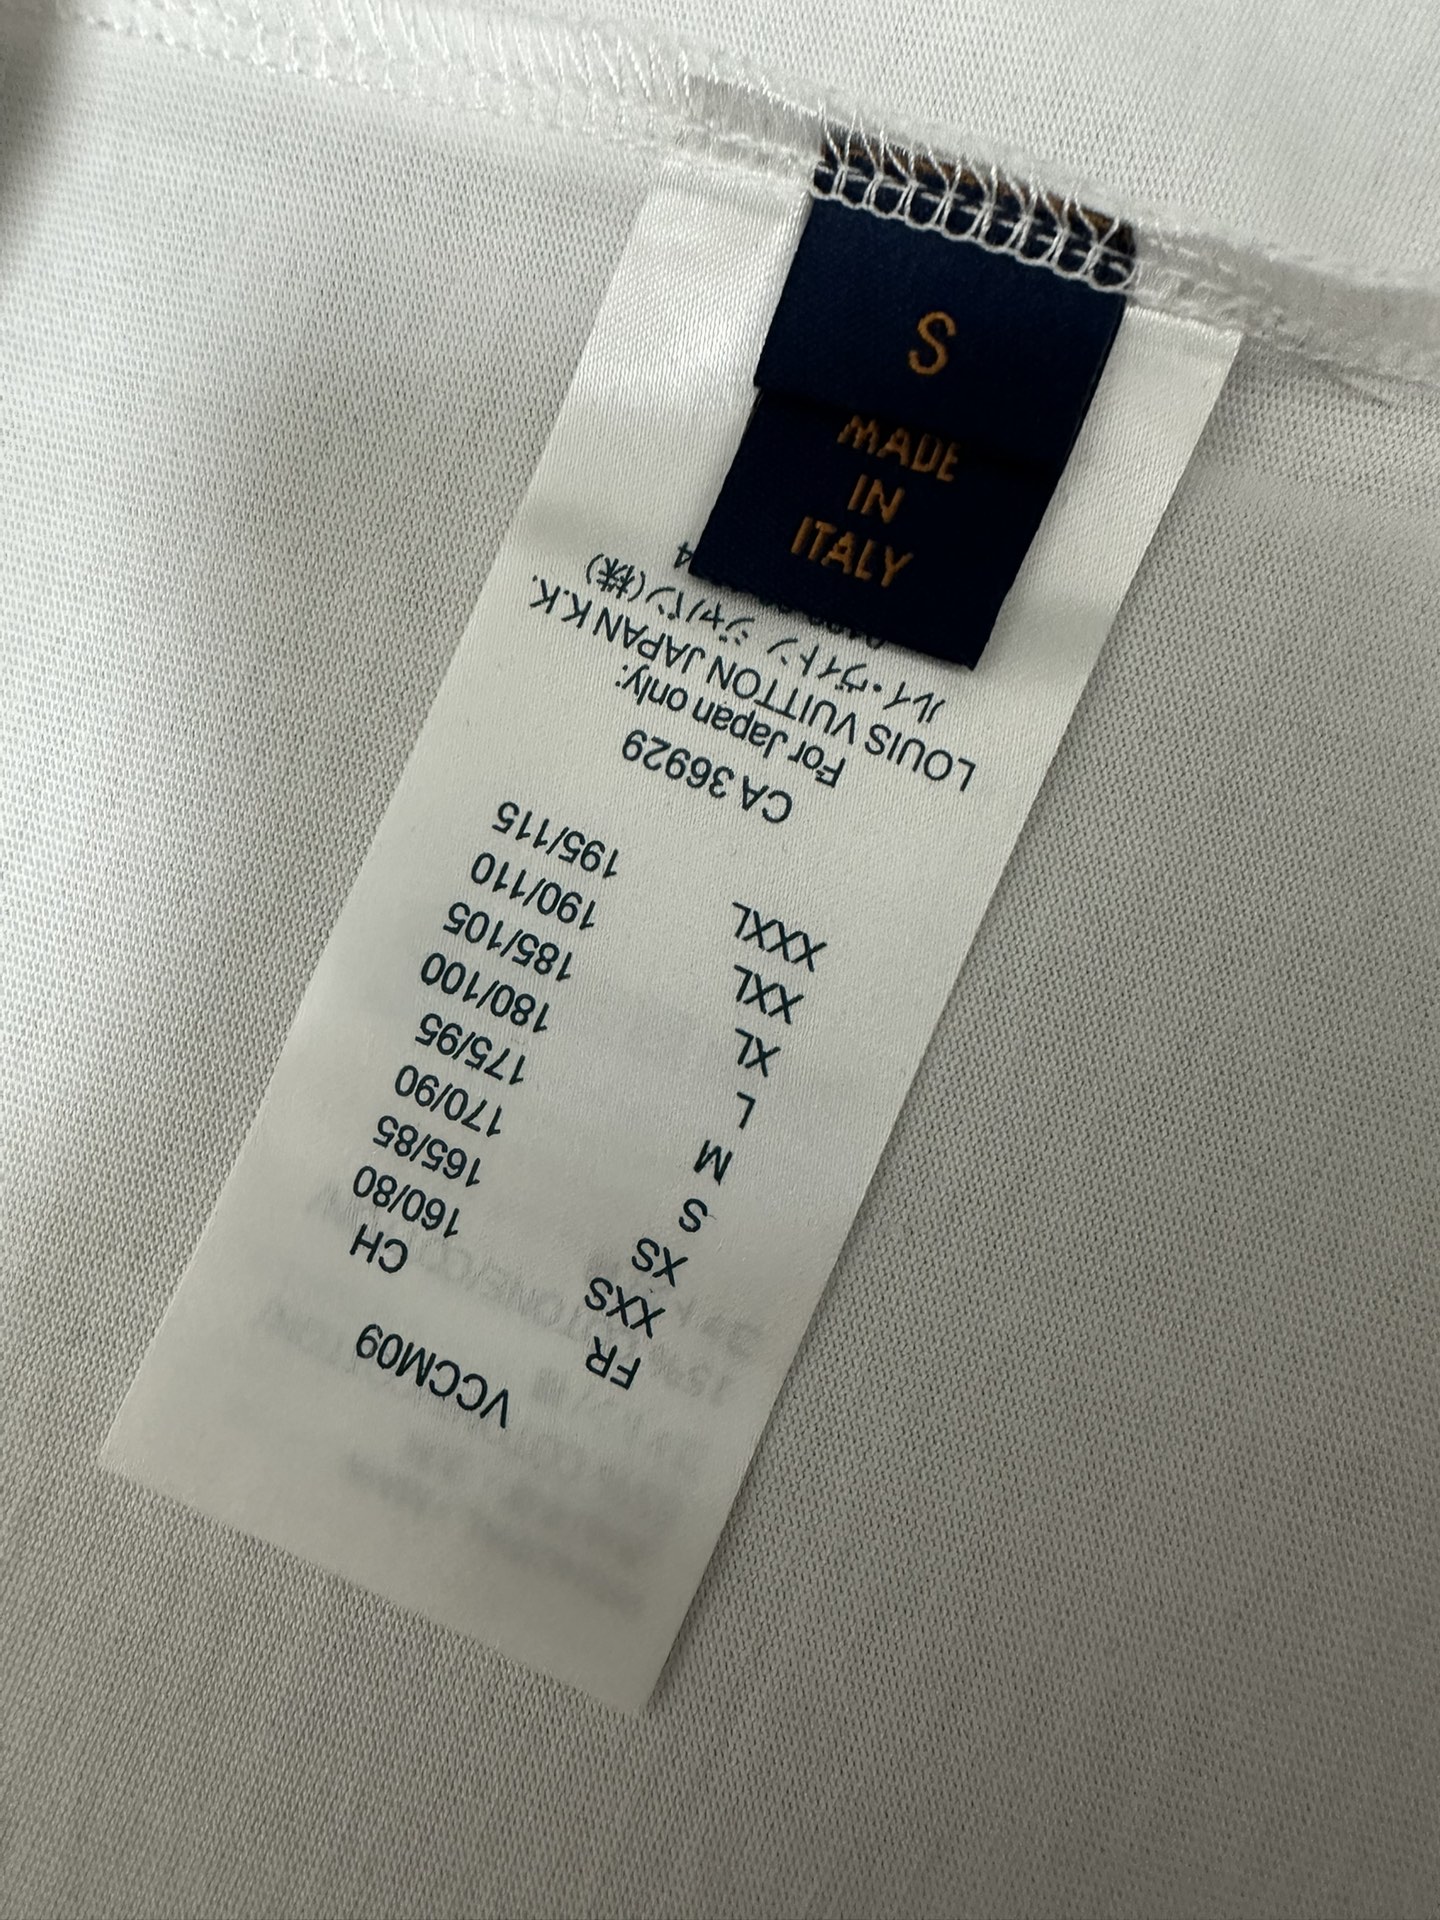 S
MADE
IN
ITALY
VCCM09
FR CH
XXS 160/80
XS 165/85
S 170/90
M 175/95
L 180/100
XL 185/105
XXL 190/110
XXXL 195/115
CA 36929
For Japan only:
LOUIS VUITTON JAPAN K.K.
ルイ・ヴィトン ジャパン(株)